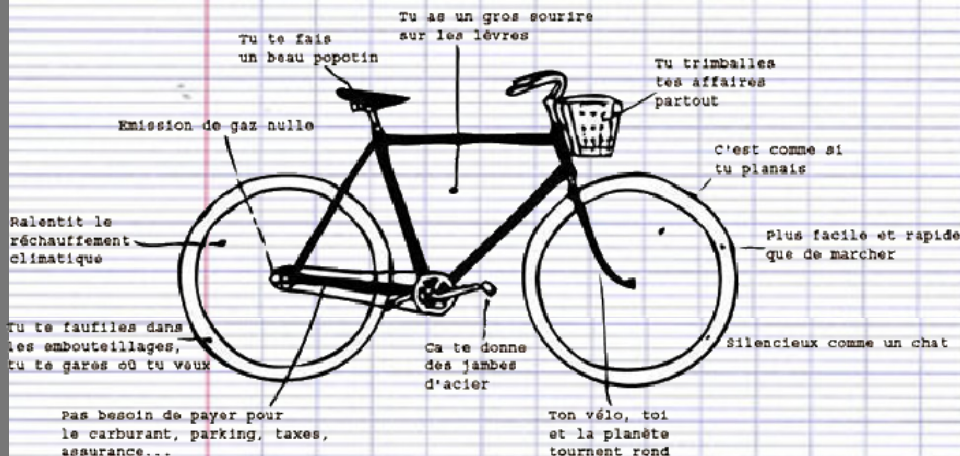 Tu as un gros sourire
sur les lèvres
Tu te fais
un beau popotin
Tu trimballes
tes affaires
partout
Emission de gaz nulle
C'est comme si
tu planais
Ralentit le
réchauffement
climatique
Plus facile et rapide
que de marcher
Tu te faufiles dans
les embouteillages,
tu te gares où tu veux
Ca te donne
des jambes
d'acier
Silencieux comme un chat
Pas besoin de payer pour
le carburant, parking, taxes,
assurance...
Ton vélo, toi
et la planète
tournent rond